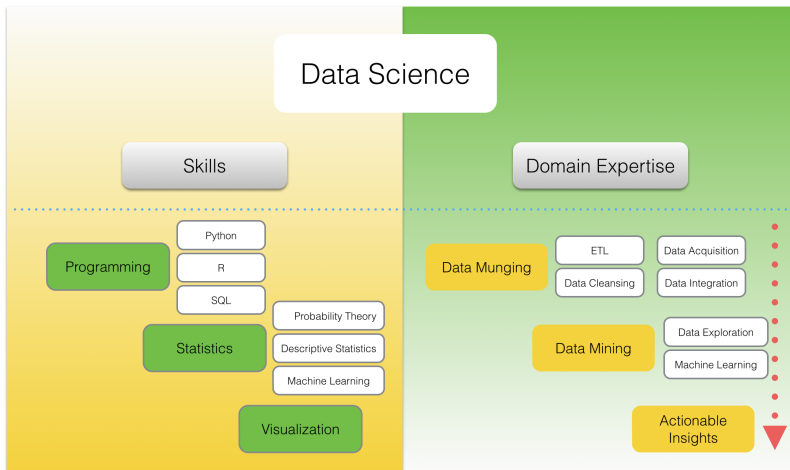 Data Science
Skills
Domain Expertise
Programming
Python
R
SQL
Statistics
Probability Theory
Descriptive Statistics
Machine Learning
Visualization
Data Munging
ETL
Data Acquisition
Data Cleansing
Data Integration
Data Mining
Data Exploration
Machine Learning
Actionable
Insights